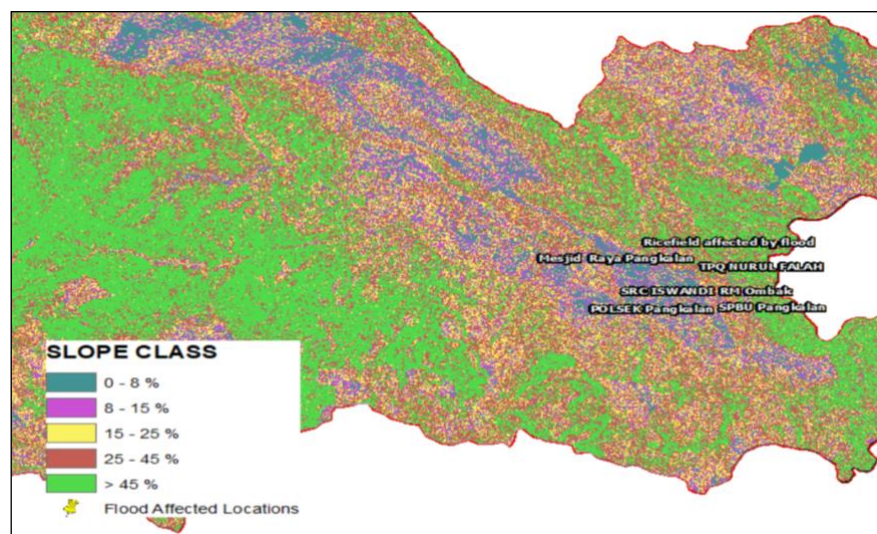 Ricefield affected by flood
Mesjid Raya Pangkalan
TPQ NURUL FALAH
SRC ISWANDI RM Ombak
POLSEK Pangkalan SPBU Pangkalan
SLOPE CLASS
0 - 8 %
8 - 15 %
15 - 25 %
25 - 45 %
> 45 %
Flood Affected Locations